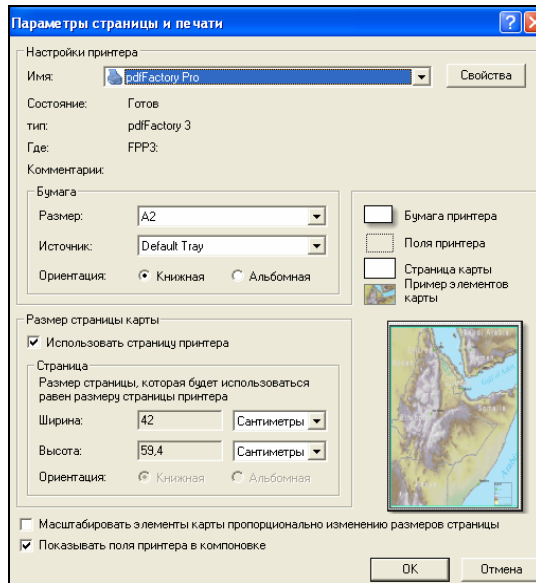 Параметры страницы и печати
Настройки принтера
Имя: pdfFactory Pro Свойства
Состояние: Готов
тип: pdfFactory 3
Где: FPP3:
Комментарии:
Бумага
Размер: A2
Источник: Default Tray
Ориентация: Книжная Альбомная
Бумага принтера
Поля принтера
Страница карты
Пример элементов
карты
Размер страницы карты
Использовать страницу принтера
Страница
Размер страницы, которая будет использоваться
равен размеру страницы принтера
Ширина: 42 Сантиметры
Высота: 59,4 Сантиметры
Ориентация: Книжная Альбомная
Масштабировать элементы карты пропорционально изменению размеров страницы
Показывать поля принтера в компоновке
OK Отмена